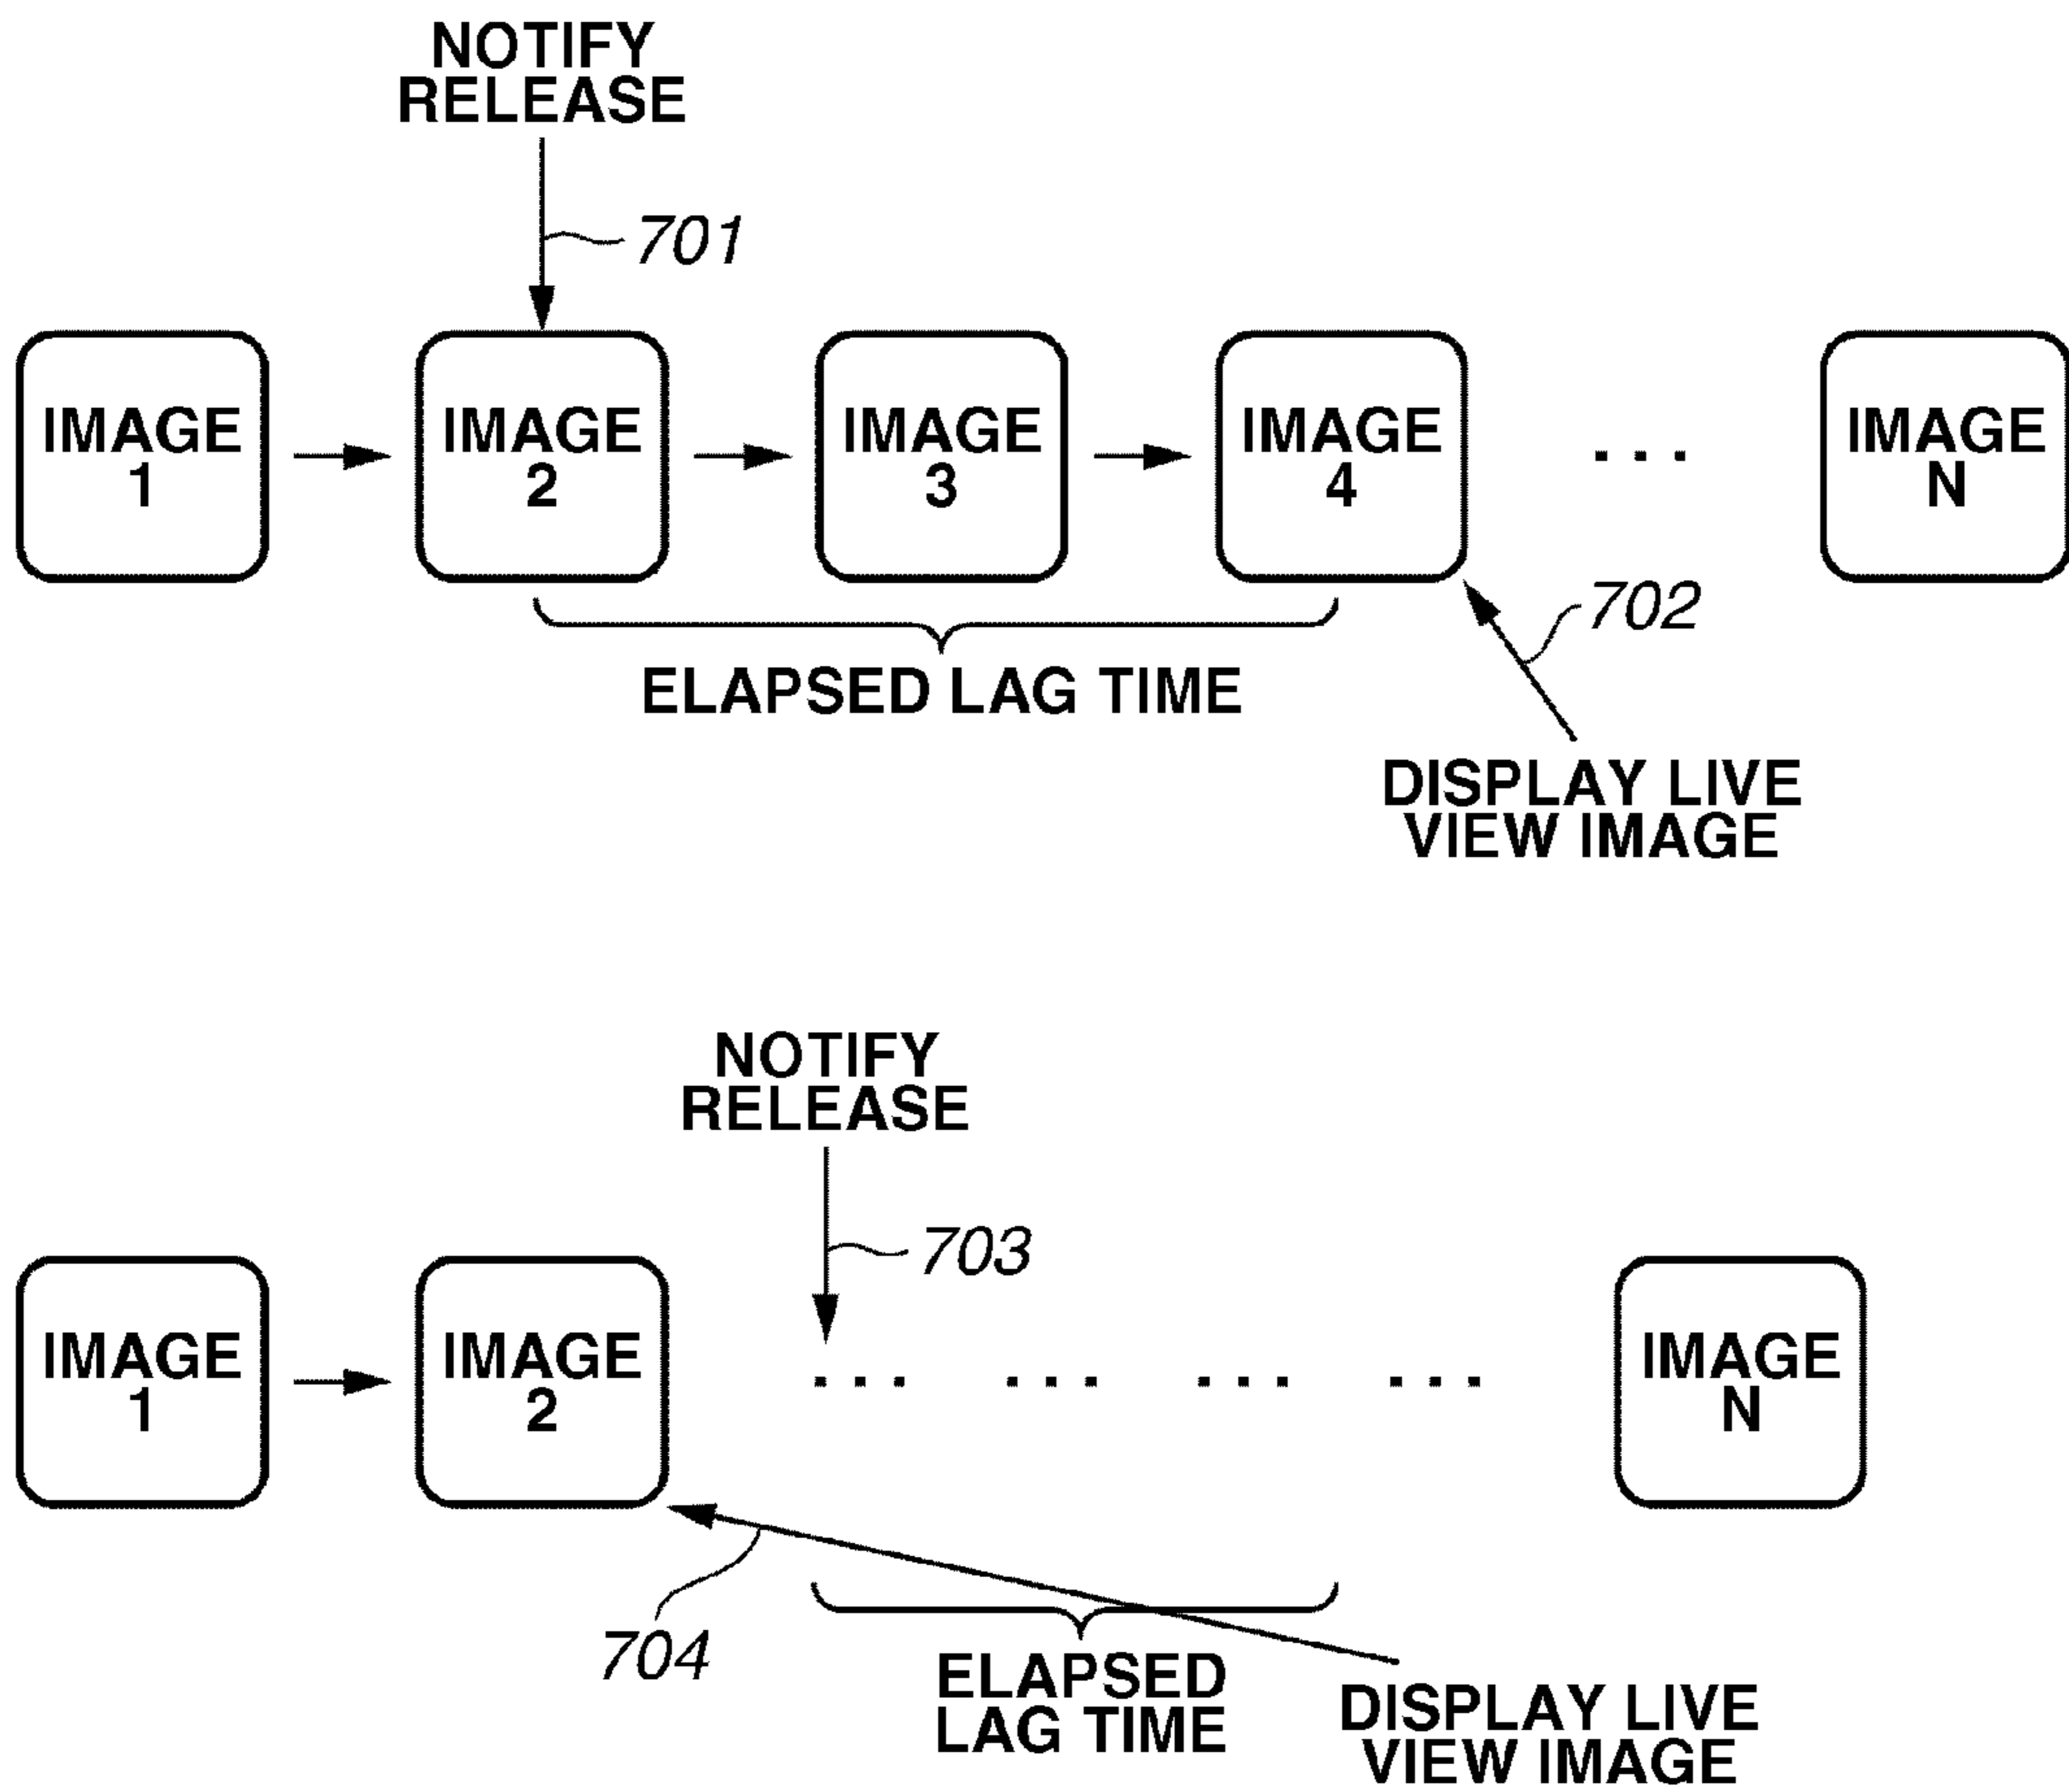 NOTIFY
RELEASE
701
IMAGE
1
IMAGE
2
IMAGE
3
IMAGE
4
. . .
IMAGE
N
702
ELAPSED LAG TIME
DISPLAY LIVE
VIEW IMAGE
NOTIFY
RELEASE
703
IMAGE
1
IMAGE
2
. . . . . . . . . . . .
IMAGE
N
704
ELAPSED
LAG TIME
DISPLAY LIVE
VIEW IMAGE